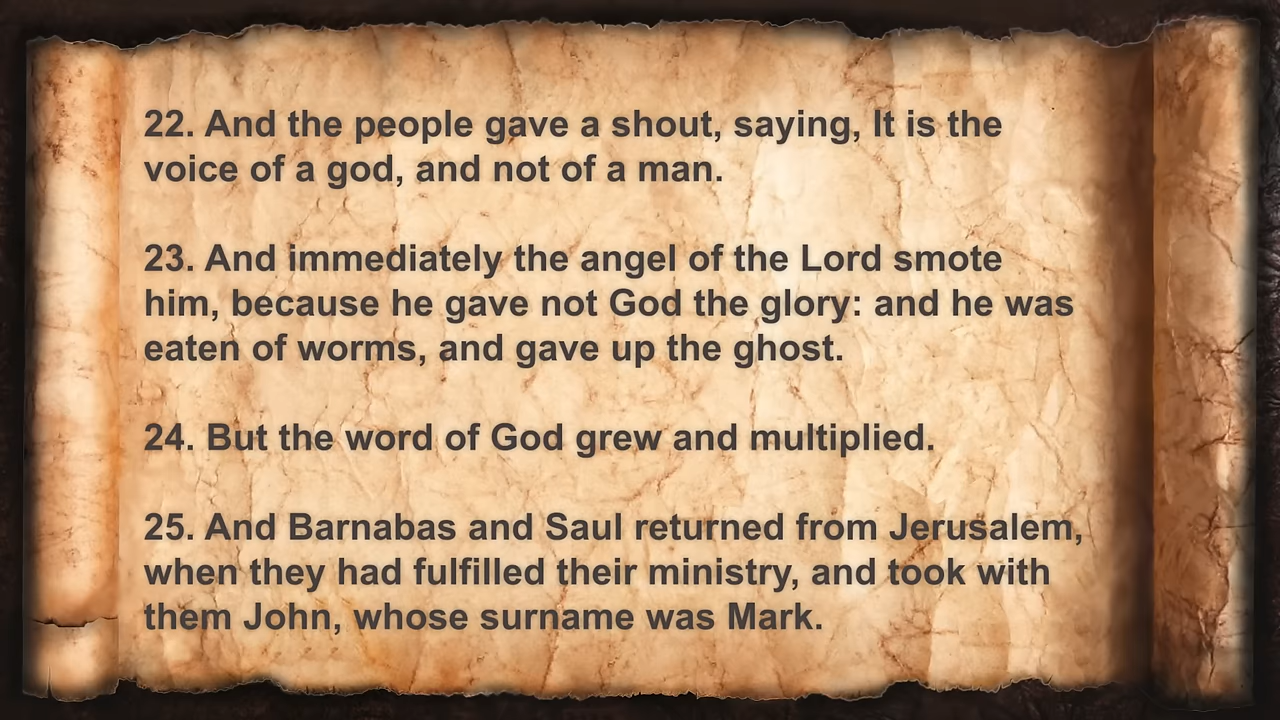 22. And the people gave a shout, saying, It is the
voice of a god, and not of a man.
23. And immediately the angel of the Lord smote
him, because he gave not God the glory: and he was
eaten of worms, and gave up the ghost.
24. But the word of God grew and multiplied.
25. And Barnabas and Saul returned from Jerusalem,
when they had fulfilled their ministry, and took with
them John, whose surname was Mark.